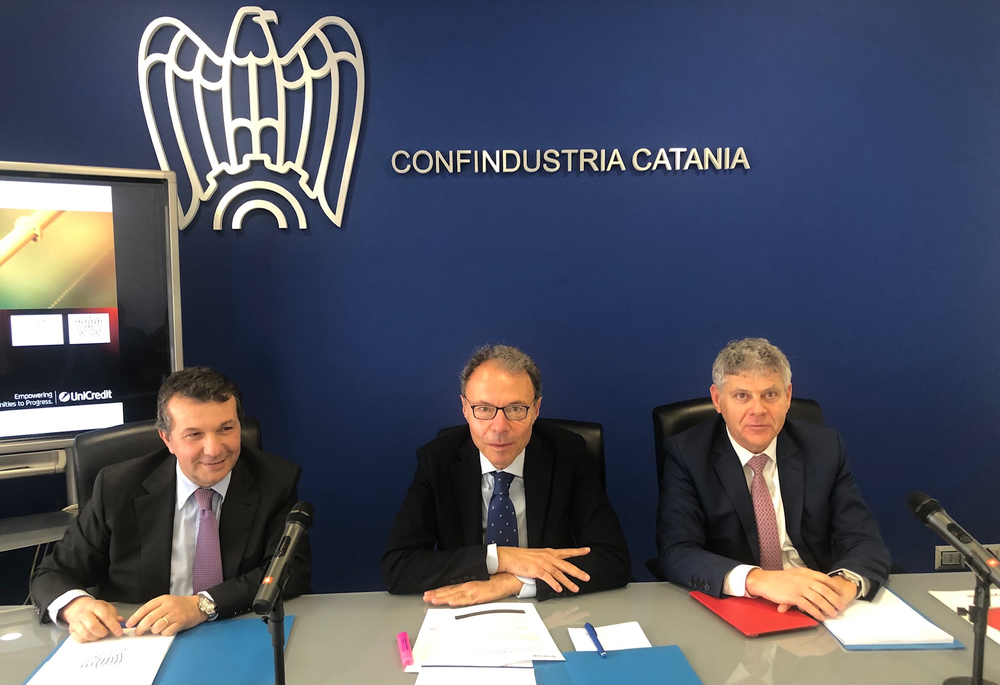 CONFINDUSTRIA CATANIA
Empowering
nities to Progress.
UniCredit